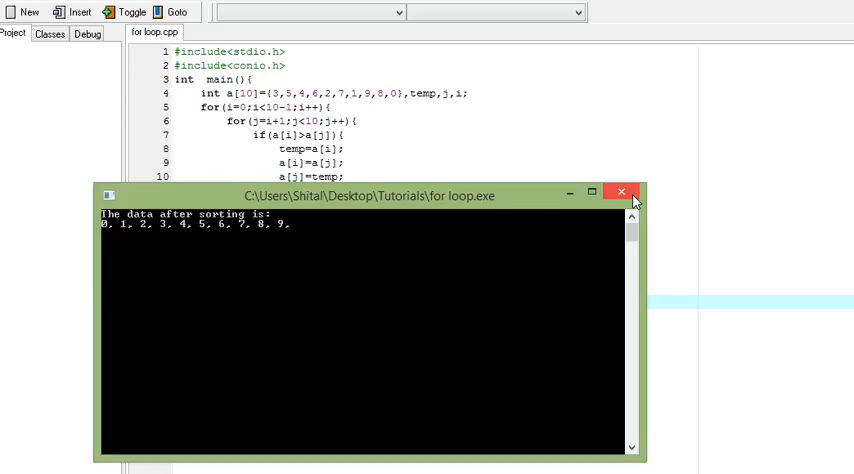 New Insert Toggle Goto
Project Classes Debug for loop.cpp
1 #include<stdio.h>
2 #include<conio.h>
3 int main(){
4 int a[10]={3,5,4,6,2,7,1,9,8,0},temp,j,i;
5 for(i=0;i<10-1;i++){
6 for(j=i+1;j<10;j++){
7 if(a[i]>a[j]){
8 temp=a[i];
9 a[i]=a[j];
10 a[j]=temp;
C:\Users\Shital\Desktop\Tutorials\for loop.exe
The data after sorting is:
0, 1, 2, 3, 4, 5, 6, 7, 8, 9,